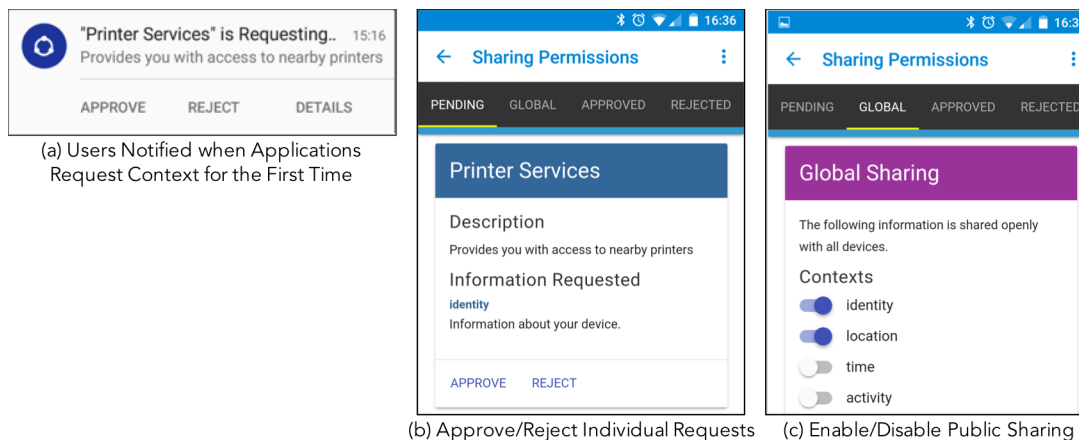 "Printer Services" is Requesting.. 15:16
Provides you with access to nearby printers
APPROVE REJECT DETAILS
(a) Users Notified when Applications
Request Context for the First Time
16:36
Sharing Permissions
PENDING GLOBAL APPROVED REJECTED
Printer Services
Description
Provides you with access to nearby printers
Information Requested
identity
Information about your device.
APPROVE REJECT
(b) Approve/Reject Individual Requests
16:3
Sharing Permissions
PENDING GLOBAL APPROVED REJECTED
Global Sharing
The following information is shared openly
with all devices.
Contexts
identity
location
time
activity
(c) Enable/Disable Public Sharing